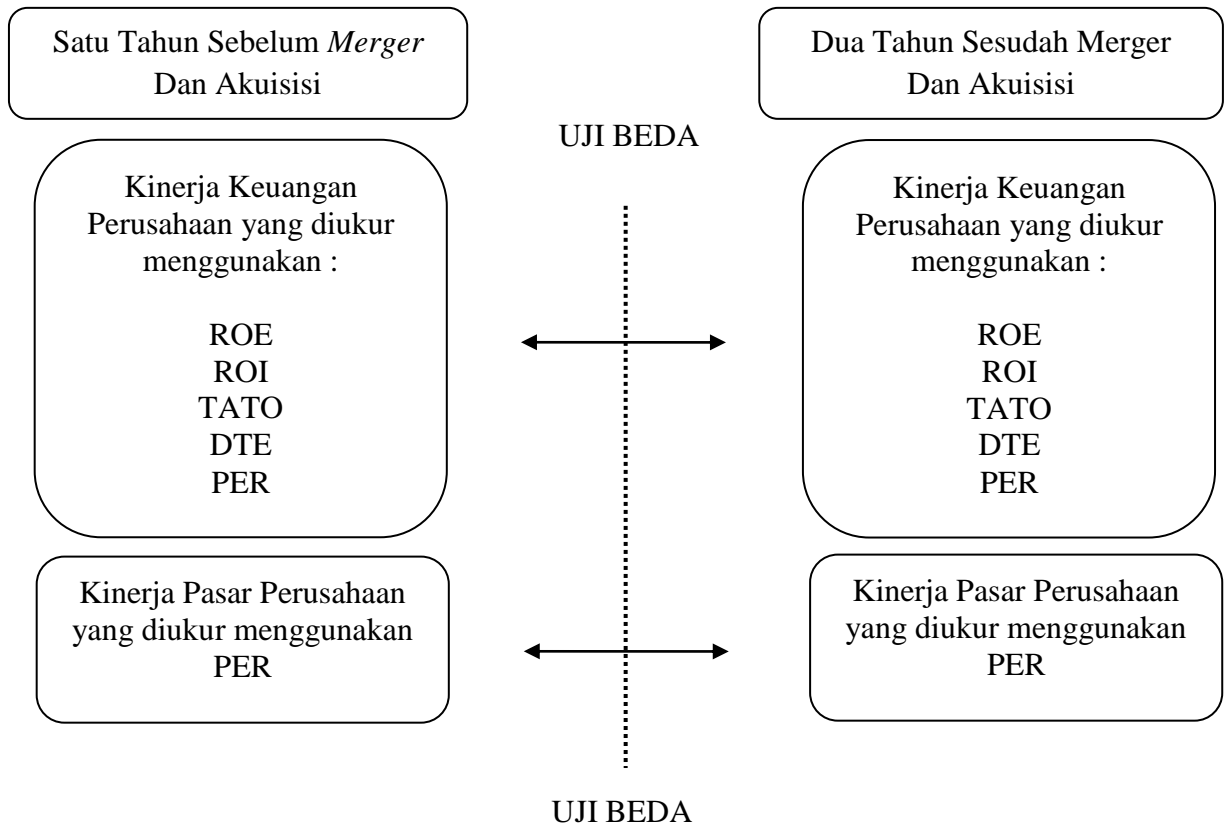 Satu Tahun Sebelum Merger
Dan Akuisisi
Dua Tahun Sesudah Merger
Dan Akuisisi
UJI BEDA
Kinerja Keuangan
Perusahaan yang diukur
menggunakan :
ROE
ROI
TATO
DTE
PER
Kinerja Keuangan
Perusahaan yang diukur
menggunakan :
ROE
ROI
TATO
DTE
PER
Kinerja Pasar Perusahaan
yang diukur menggunakan
PER
Kinerja Pasar Perusahaan
yang diukur menggunakan
PER
UJI BEDA